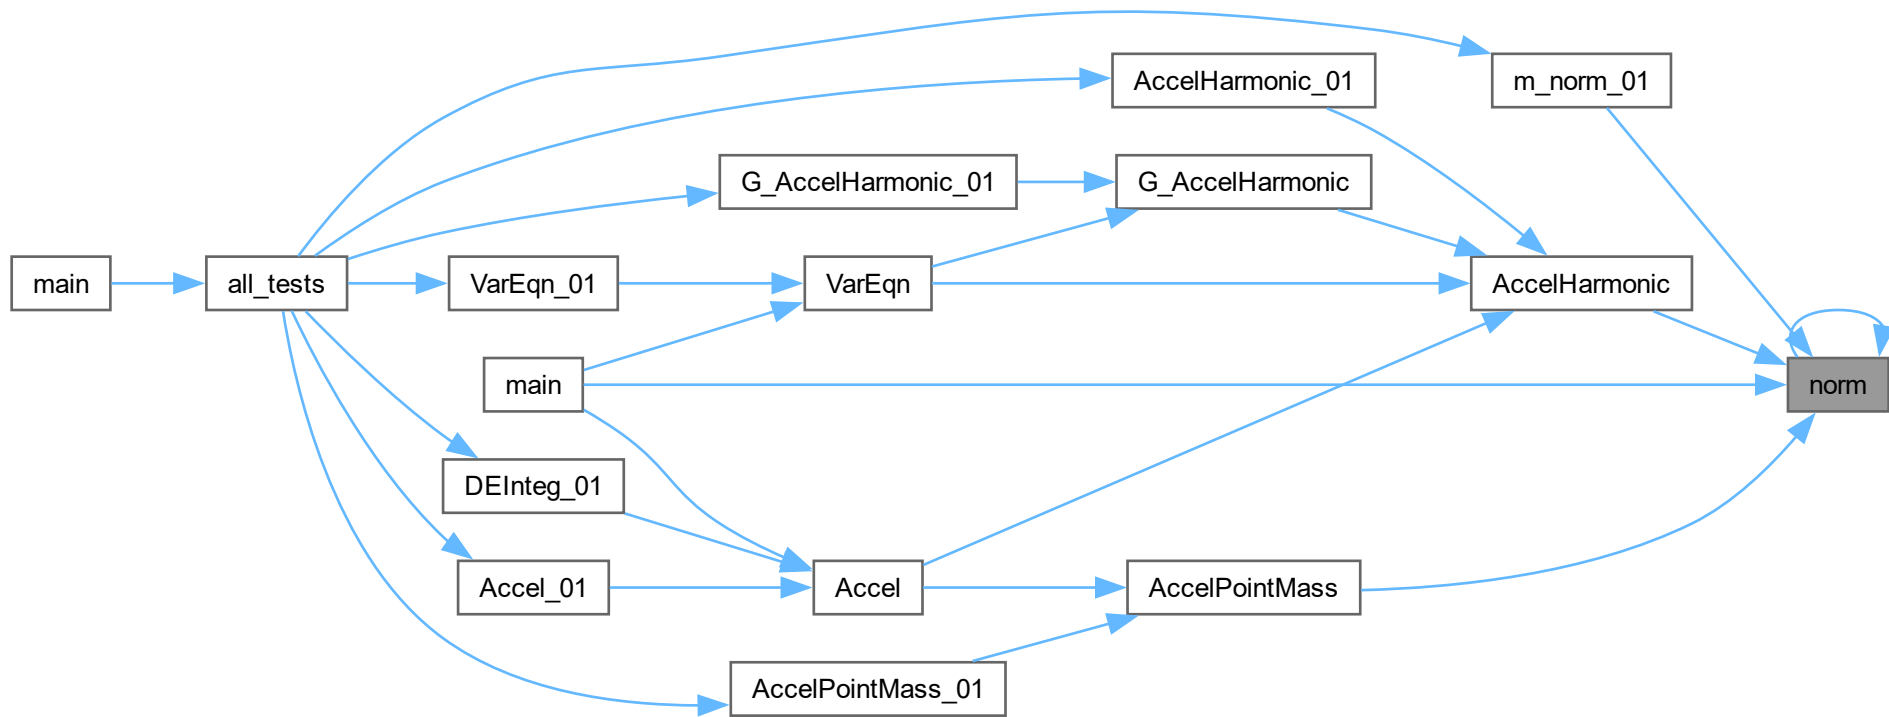 m_norm_01
AccelHarmonic_01
G_AccelHarmonic_01
G_AccelHarmonic
main
all_tests
VarEqn_01
VarEqn
AccelHarmonic
main
norm
DEInteg_01
Accel_01
Accel
AccelPointMass
AccelPointMass_01